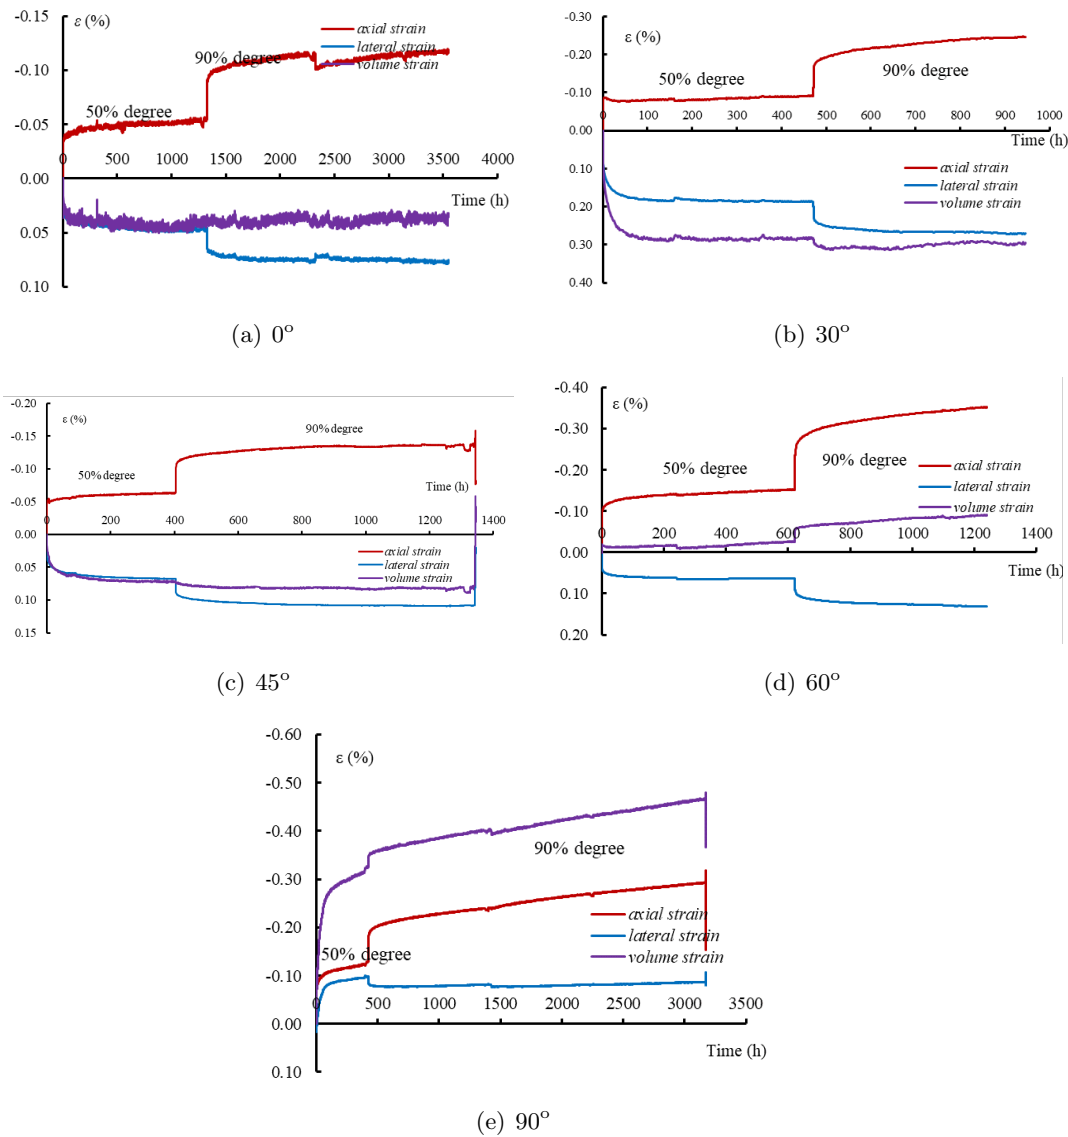 -0.15
ε (%)
axial strain
lateral strain
90% degree
volume strain
-0.10
50% degree
-0.05
0 500 1000 1500 2000 2500 3000 3500 4000
0.00
Time (h)
0.05
0.10
(a) 0°
-0.30
ε (%)
-0.20
50% degree
90% degree
-0.10
0 100 200 300 400 500 600 700 800 900 1000
0.00
Time (h)
0.10
axial strain
lateral strain
0.20
volume strain
0.30
0.40
(b) 30°
-0.20
ε (%)
90% degree
-0.15
50% degree
-0.10
Time (h)
-0.05
0 200 400 600 800 1000 1200 1400
0.00
axial strain
0.05
lateral strain
volume strain
0.10
0.15
(c) 45°
-0.40
ε (%)
-0.30
50% degree
90% degree
-0.20
axial strain
lateral strain
-0.10
volume strain
0 200 400 600 800 1000 1200 1400
0.00
Time (h)
0.10
0.20
(d) 60°
-0.60
ε (%)
-0.50
-0.40
90% degree
-0.30
-0.20
axial strain
lateral strain
50% degree
volume strain
-0.10
0 500 1000 1500 2000 2500 3000 3500
0.00
Time (h)
0.10
(e) 90°